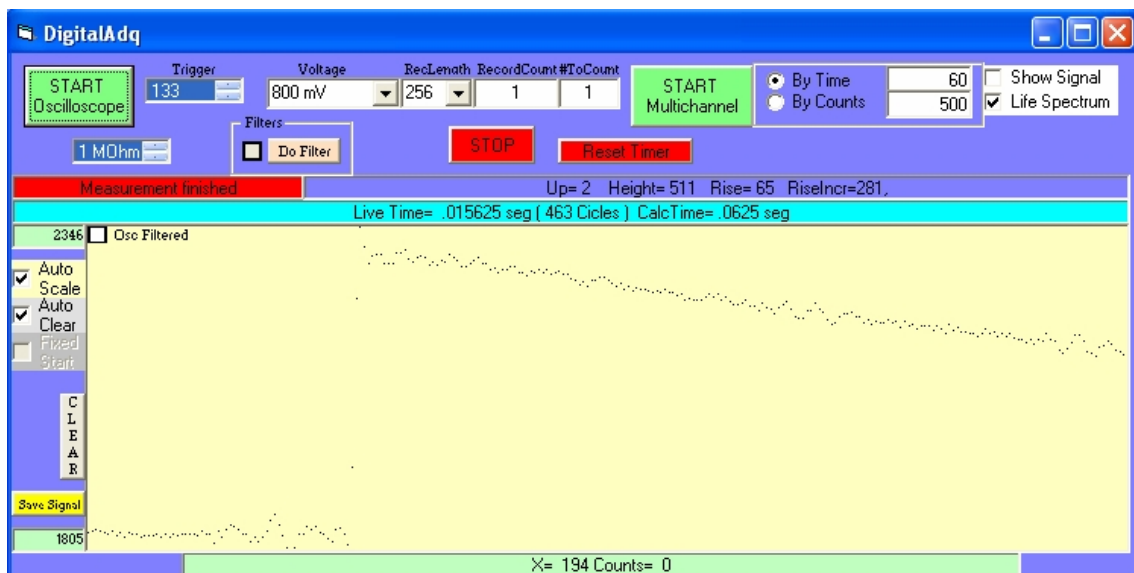 DigitalAdq
Trigger Voltage RecLength RecordCount #ToCount
START Oscilloscope
133
800 mV
256
1
1
START Multichannel
By Time 60
By Counts 500
Show Signal
Life Spectrum
1 MOhm
Filters
Do Filter
STOP
Reset Timer
Measurement finished
Up= 2 Height= 511 Rise= 65 RiseIncr=281,
Live Time= .015625 seg ( 463 Cicles ) CalcTime= .0625 seg
2346
Osc Filtered
Auto
Scale
Auto
Clear
Fixed
Start
CLEAR
Save Signal
1805
X= 194 Counts= 0